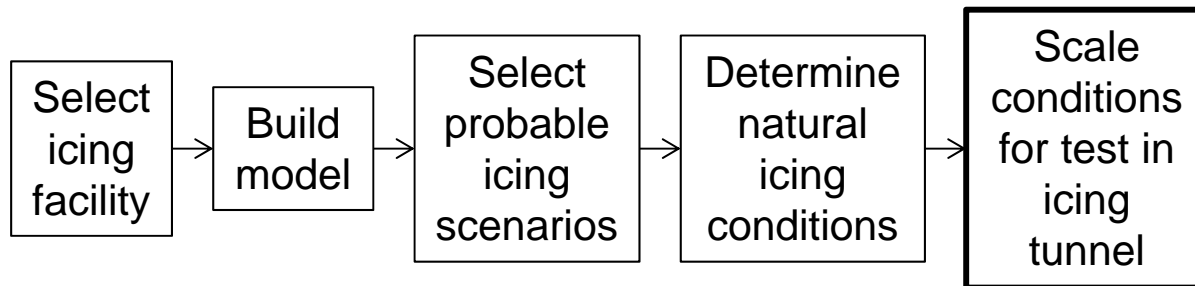 Select
icing
facility
Build
model
Select
probable
icing
scenarios
Determine
natural
icing
conditions
Scale
conditions
for test in
icing
tunnel